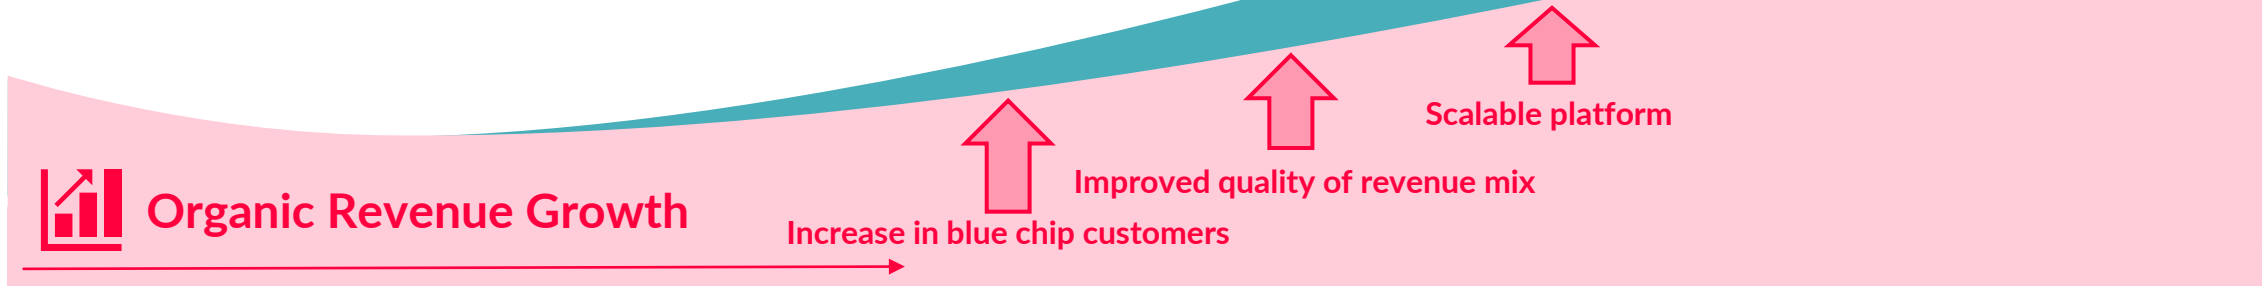 Scalable platform
Improved quality of revenue mix
Organic Revenue Growth
Increase in blue chip customers